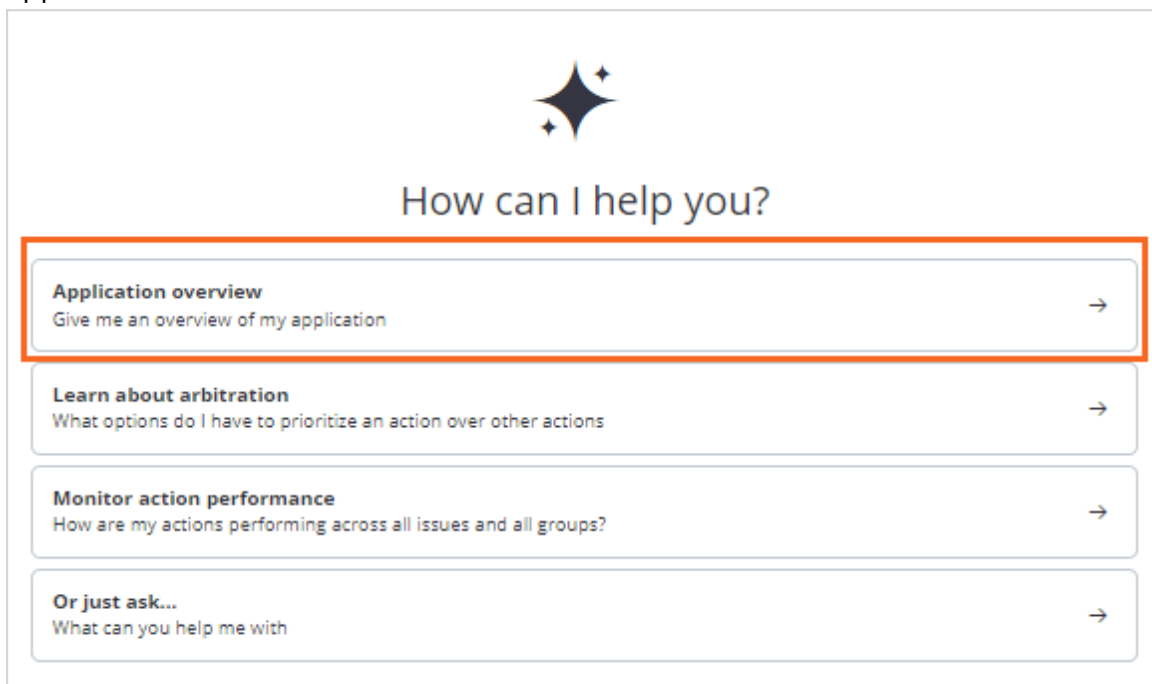 How can I help you?
Application overview
Give me an overview of my application
Learn about arbitration
What options do I have to prioritize an action over other actions
Monitor action performance
How are my actions performing across all issues and all groups?
Or just ask...
What can you help me with